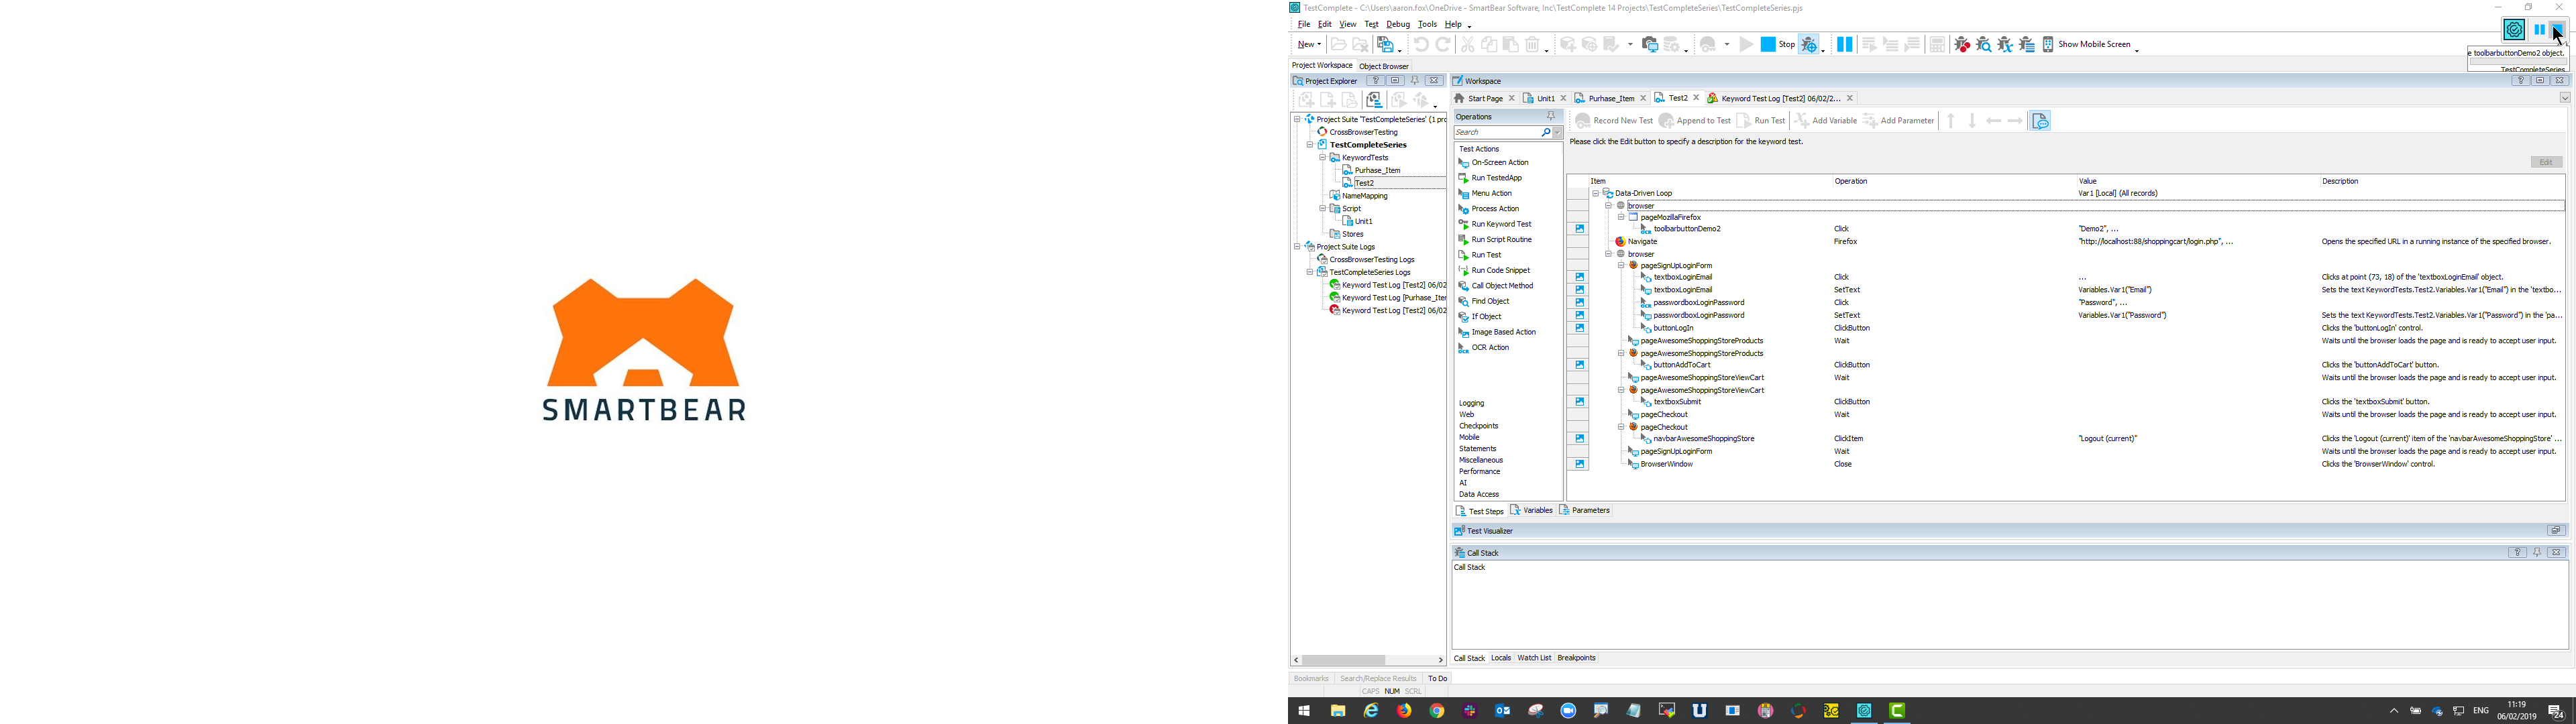 SMARTBEAR
TestComplete - C:\Users\aaron.fox\OneDrive - SmartBear Software, Inc\TestComplete 14 Projects\TestCompleteSeries\TestCompleteSeries.pjs
File Edit View Test Debug Tools Help
New Stop Show Mobile Screen
e toolbarbuttonDemo2 object.
TestCompleteSeries
Project Workspace Object Browser
Project Explorer
Project Suite 'TestCompleteSeries' (1 pro
CrossBrowserTesting
TestCompleteSeries
KeywordTests
Purhase_Item
Test2
NameMapping
Script
Unit1
Stores
Project Suite Logs
CrossBrowserTesting Logs
TestCompleteSeries Logs
Keyword Test Log [Test2] 06/02
Keyword Test Log [Purhase_Iter
Keyword Test Log [Test2] 06/02
Workspace
Start Page Unit1 Purhase_Item Test2 Keyword Test Log [Test2] 06/02/2...
Operations
Search
Test Actions
On-Screen Action
Run TestedApp
Menu Action
Process Action
Run Keyword Test
Run Script Routine
Run Test
Run Code Snippet
Call Object Method
Find Object
If Object
Image Based Action
OCR Action
Logging
Web
Checkpoints
Mobile
Statements
Miscellaneous
Performance
AI
Data Access
Record New Test Append to Test Run Test Add Variable Add Parameter
Please click the Edit button to specify a description for the keyword test.
Edit
Item Operation Value Description
Data-Driven Loop Var1 [Local] (All records)
browser
pageMozillaFirefox
toolbarbuttonDemo2 Click "Demo2", ...
Navigate Firefox "http://localhost:88/shoppingcart/login.php", ... Opens the specified URL in a running instance of the specified browser.
browser
pageSignUpLoginForm
textboxLoginEmail Click ... Clicks at point (73, 18) of the 'textboxLoginEmail' object.
textboxLoginEmail SetText Variables.Var1("Email") Sets the text KeywordTests.Test2.Variables.Var1("Email") in the 'textbo...
passwordboxLoginPassword Click "Password", ...
passwordboxLoginPassword SetText Variables.Var1("Password") Sets the text KeywordTests.Test2.Variables.Var1("Password") in the 'pa...
buttonLogIn ClickButton Clicks the 'buttonLogIn' control.
pageAwesomeShoppingStoreProducts Wait Waits until the browser loads the page and is ready to accept user input.
pageAwesomeShoppingStoreProducts
buttonAddToCart ClickButton Clicks the 'buttonAddToCart' button.
pageAwesomeShoppingStoreViewCart Wait Waits until the browser loads the page and is ready to accept user input.
pageAwesomeShoppingStoreViewCart
textboxSubmit ClickButton Clicks the 'textboxSubmit' button.
pageCheckout Wait Waits until the browser loads the page and is ready to accept user input.
pageCheckout
navbarAwesomeShoppingStore ClickItem "Logout (current)" Clicks the 'Logout (current)' item of the 'navbarAwesomeShoppingStore' ...
pageSignUpLoginForm Wait Waits until the browser loads the page and is ready to accept user input.
BrowserWindow Close Clicks the 'BrowserWindow' control.
Test Steps Variables Parameters
Test Visualizer
Call Stack
Call Stack
Call Stack Locals Watch List Breakpoints
Bookmarks Search/Replace Results To Do
CAPS NUM SCRL
ENG 11:19
06/02/2019
24